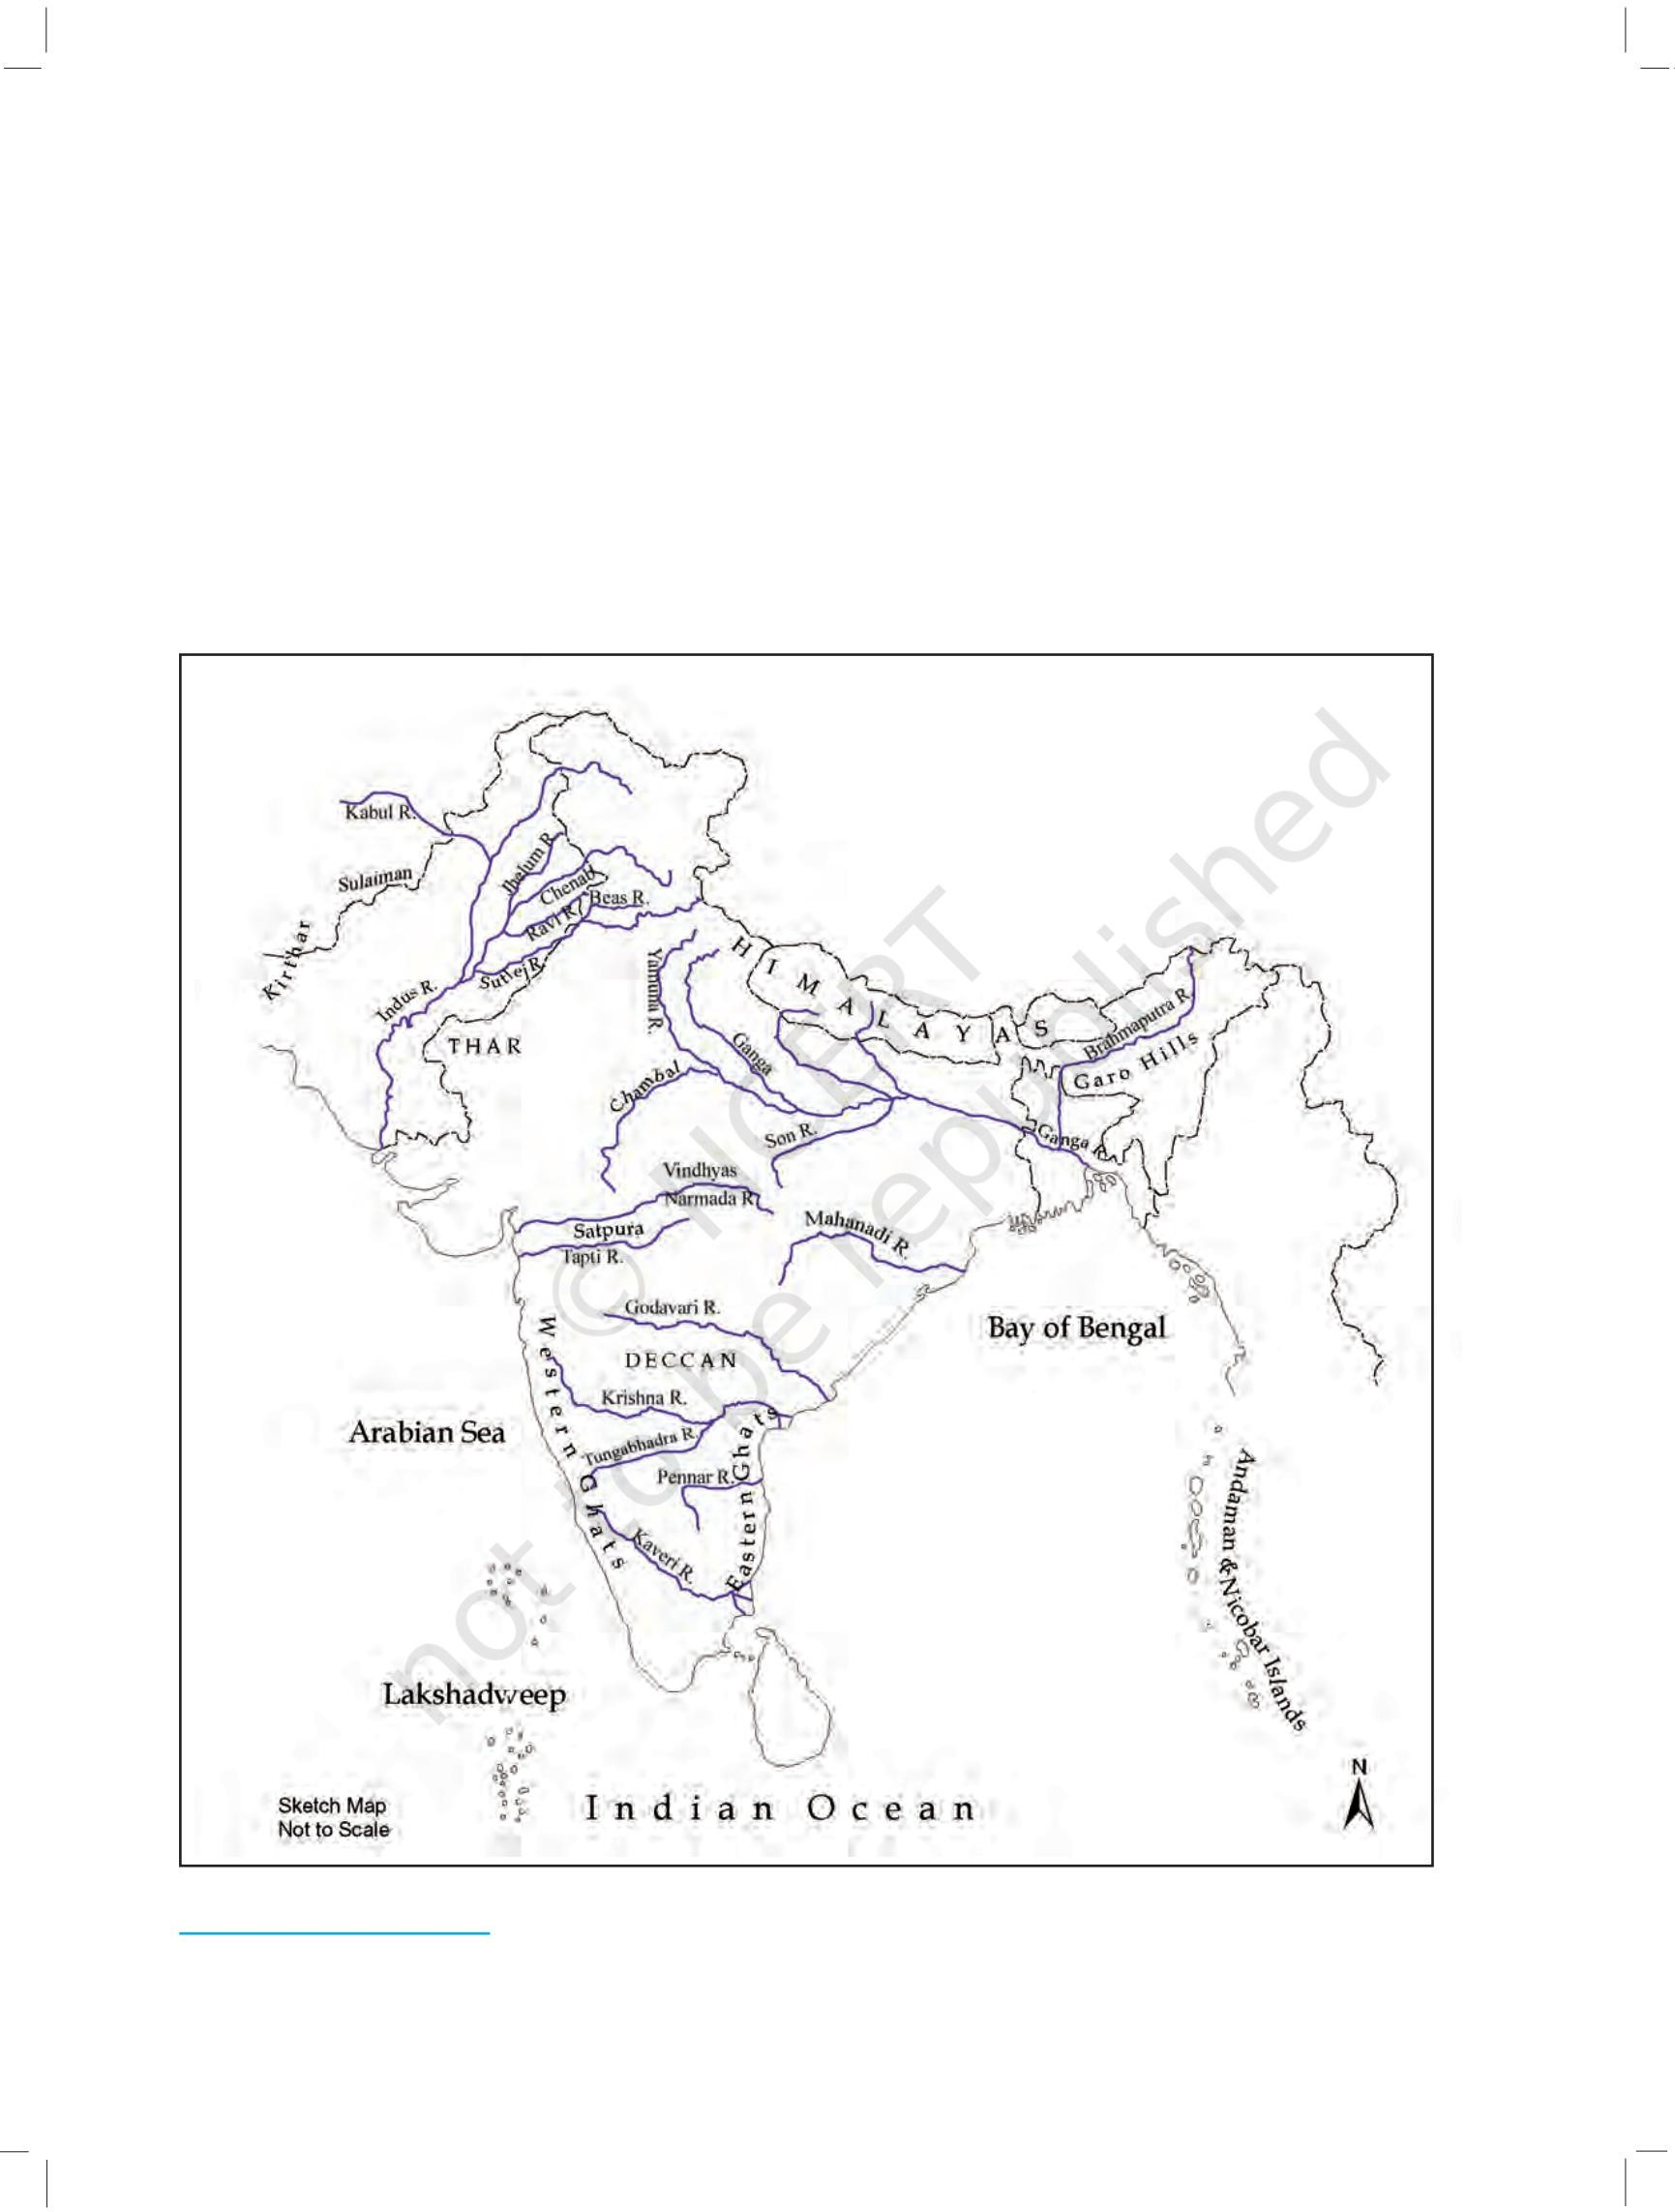 Kabul R.
Sulaiman
Kirthar
Jhelum R.
Chenab
Ravi R.
Beas R.
Sutlej R.
Indus R.
THAR
Yamuna R.
HIMALAYAS
Ganga
Chambal
Brahmaputra R.
Garo Hills
Ganga R.
Son R.
Vindhyas
Narmada R.
Satpura
Tapti R.
Mahanadi R.
Godavari R.
DECCAN
Western Ghats
Krishna R.
Tungabhadra R.
Pennar R.
Eastern Ghats
Kaveri R.
Bay of Bengal
Arabian Sea
Andaman & Nicobar Islands
Lakshadweep
Indian Ocean
Sketch Map
Not to Scale
N
© NCERT
not to be republished